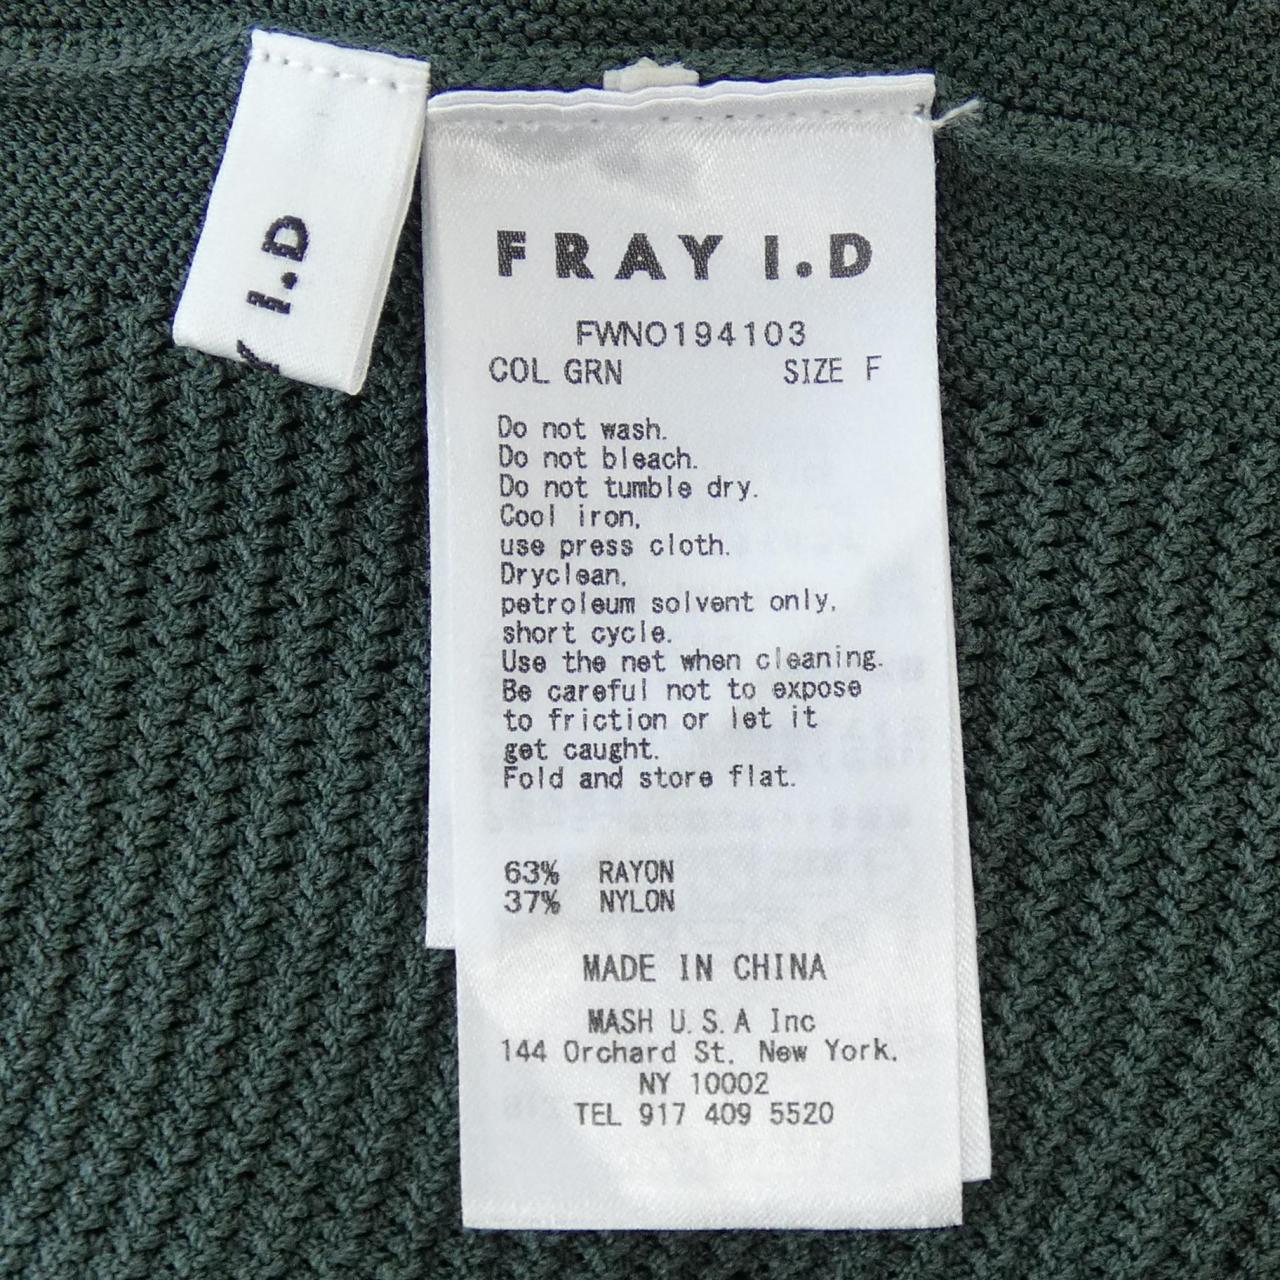 Y I.D
FRAY I.D
FWNO194103
COL GRN SIZE F
Do not wash.
Do not bleach.
Do not tumble dry.
Cool iron,
use press cloth.
Dryclean,
petroleum solvent only,
short cycle.
Use the net when cleaning.
Be careful not to expose
to friction or let it
get caught.
Fold and store flat.
63% RAYON
37% NYLON
MADE IN CHINA
MASH U.S.A Inc
144 Orchard St. New York.
NY 10002
TEL 917 409 5520